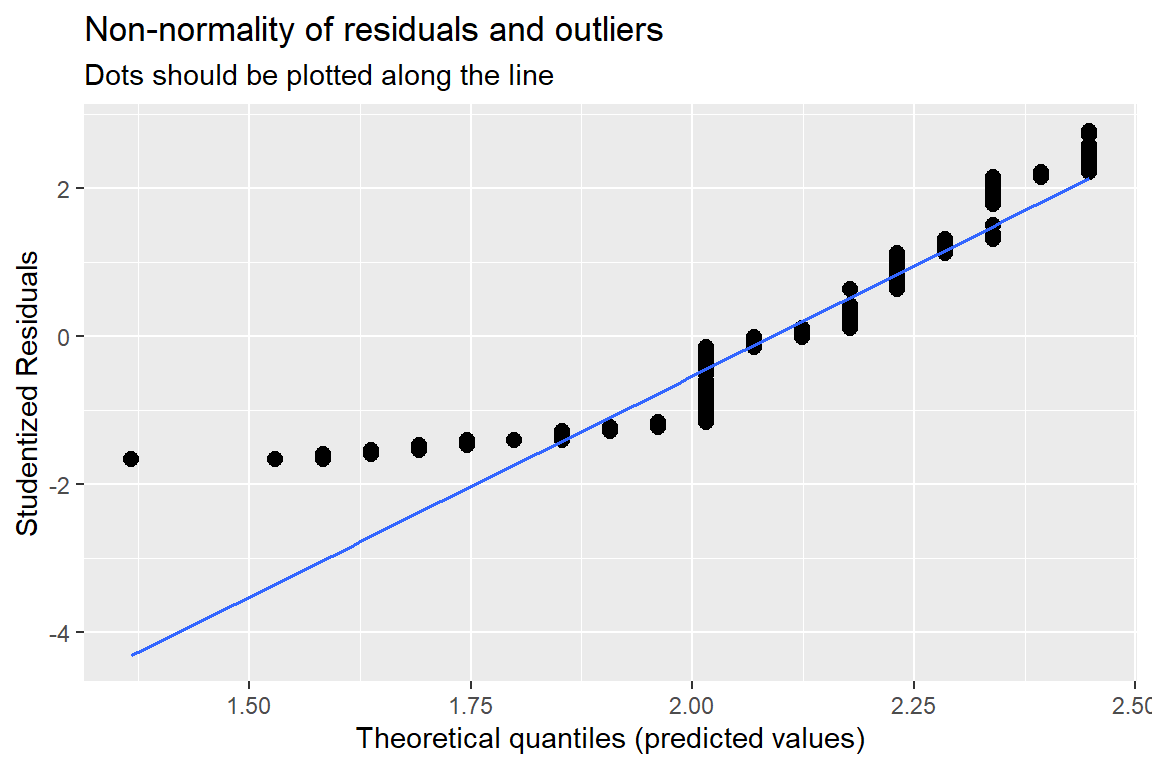 Non-normality of residuals and outliers
Dots should be plotted along the line
Studentized Residuals
2
0
-2
-4
1.50
1.75
2.00
2.25
2.50
Theoretical quantiles (predicted values)